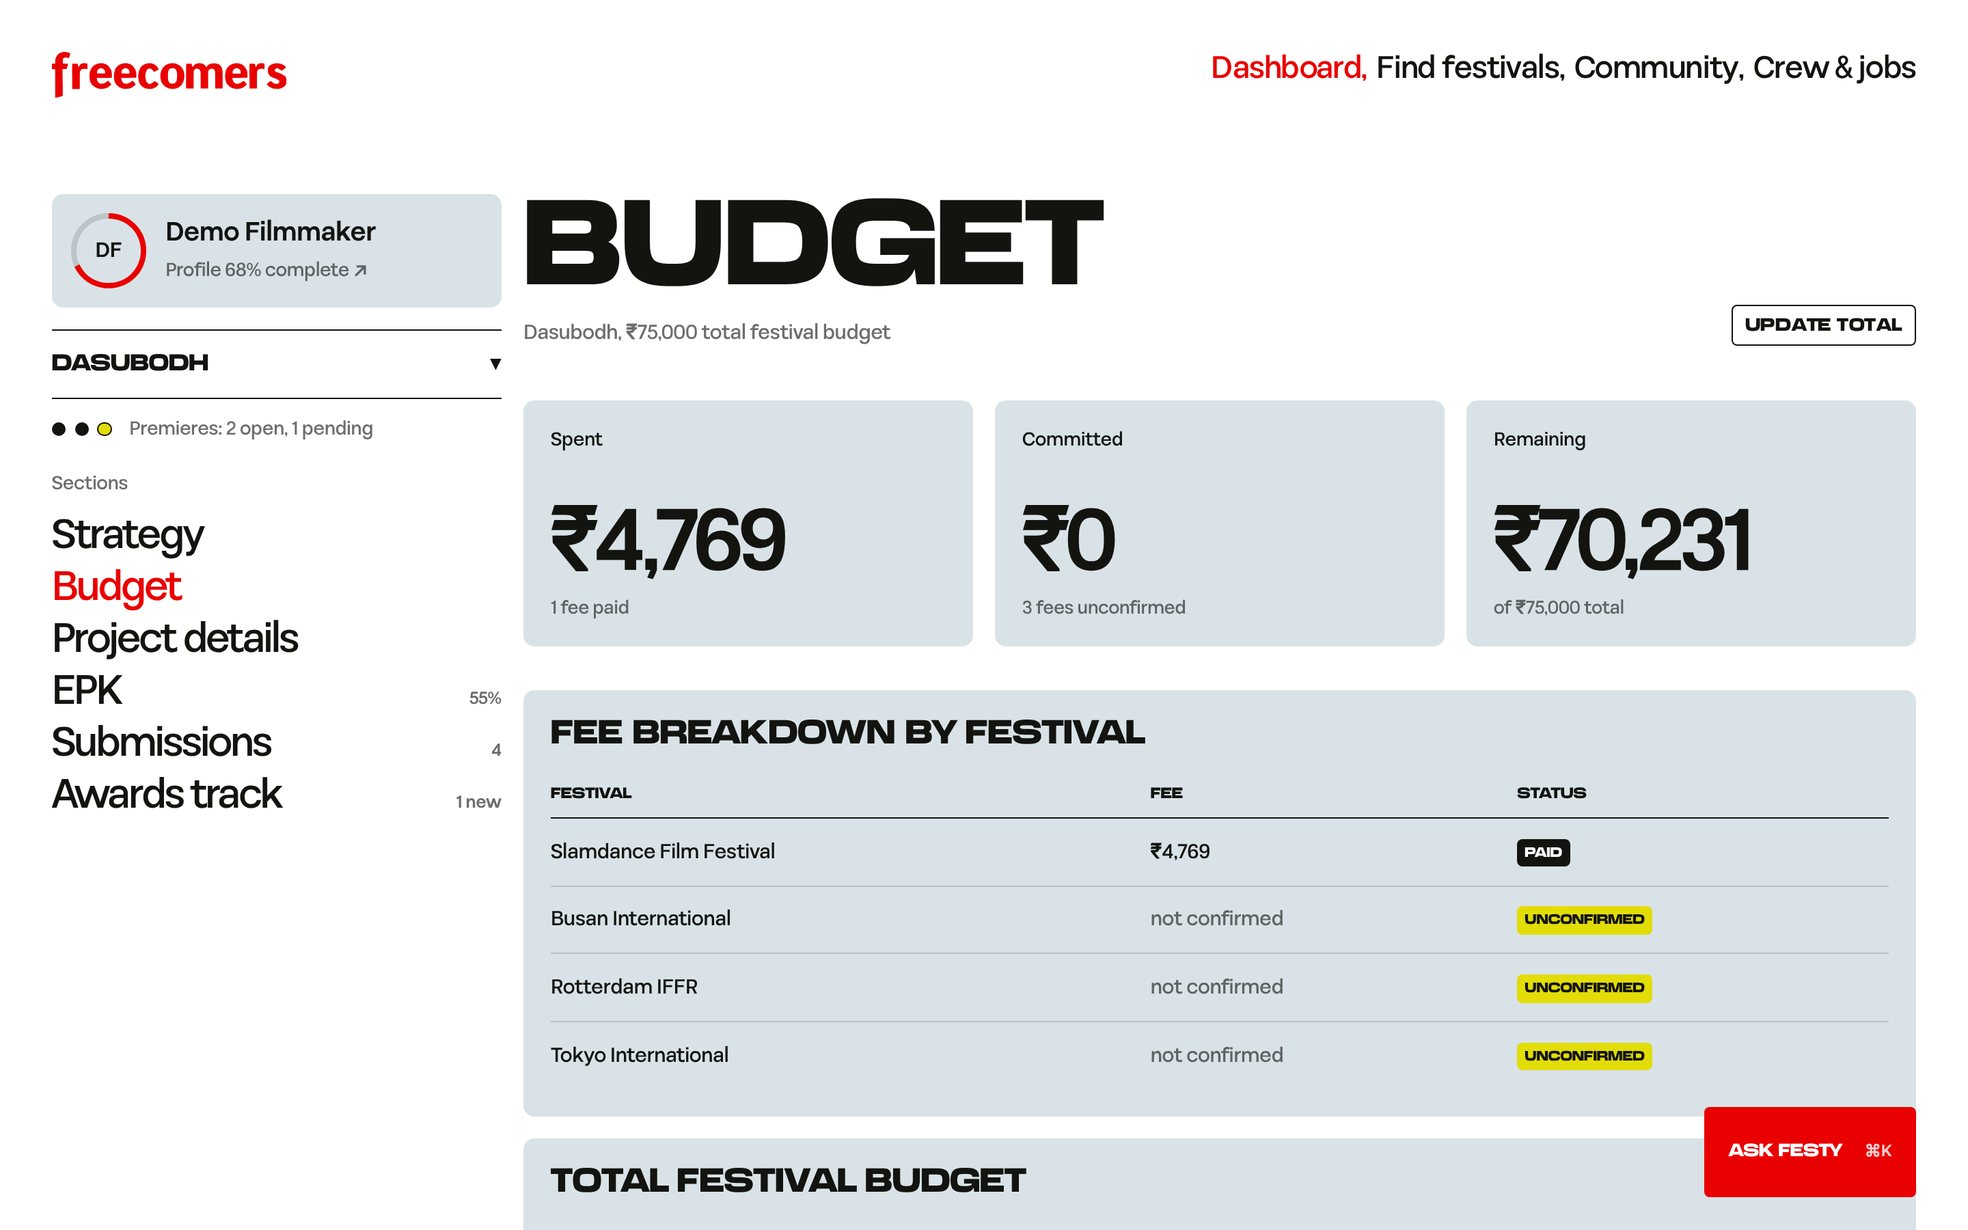 freecomers
Dashboard, Find festivals, Community, Crew & jobs
DF
Demo Filmmaker
Profile 68% complete ↗
DASUBODH ▼
Premieres: 2 open, 1 pending
Sections
Strategy
Budget
Project details
EPK 55%
Submissions 4
Awards track 1 new
BUDGET
Dasubodh, ₹75,000 total festival budget
UPDATE TOTAL
Spent
₹4,769
1 fee paid
Committed
₹0
3 fees unconfirmed
Remaining
₹70,231
of ₹75,000 total
FEE BREAKDOWN BY FESTIVAL
FESTIVAL FEE STATUS
Slamdance Film Festival ₹4,769 PAID
Busan International not confirmed UNCONFIRMED
Rotterdam IFFR not confirmed UNCONFIRMED
Tokyo International not confirmed UNCONFIRMED
TOTAL FESTIVAL BUDGET
ASK FESTY ⌘K